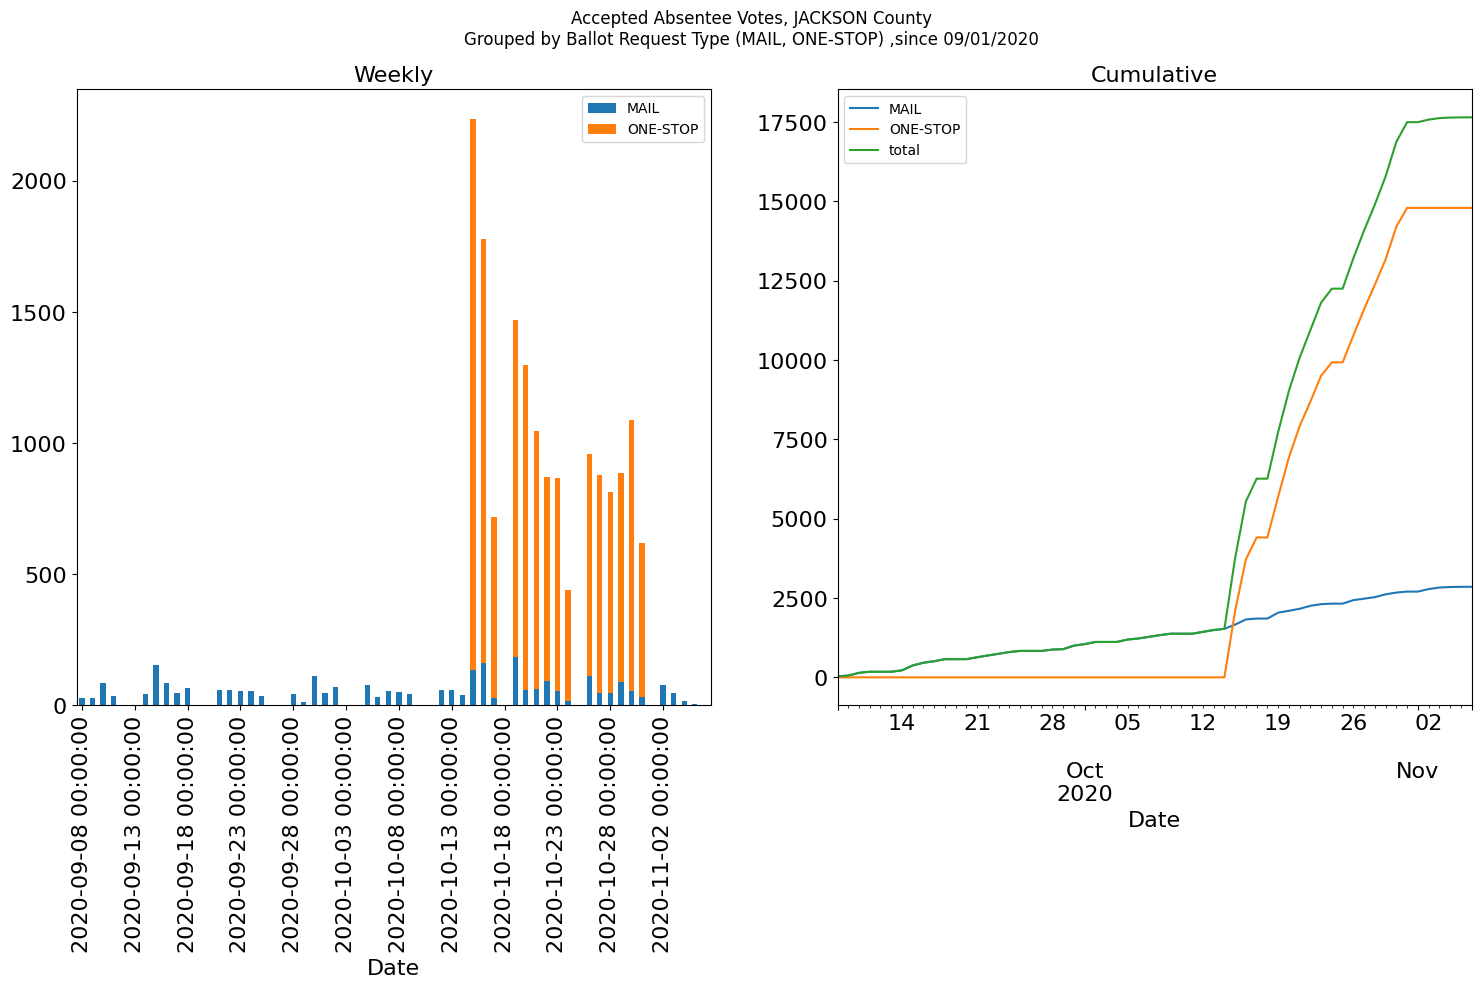 Accepted Absentee Votes, JACKSON County
Grouped by Ballot Request Type (MAIL, ONE-STOP) ,since 09/01/2020
Weekly
MAIL
ONE-STOP
2000
1500
1000
500
0
2020-09-08 00:00:00
2020-09-13 00:00:00
2020-09-18 00:00:00
2020-09-23 00:00:00
2020-09-28 00:00:00
2020-10-03 00:00:00
2020-10-08 00:00:00
2020-10-13 00:00:00
2020-10-18 00:00:00
2020-10-23 00:00:00
2020-10-28 00:00:00
2020-11-02 00:00:00
Date
Cumulative
MAIL
ONE-STOP
total
17500
15000
12500
10000
7500
5000
2500
0
14 21 28 05 12 19 26 02
Oct Nov
2020
Date